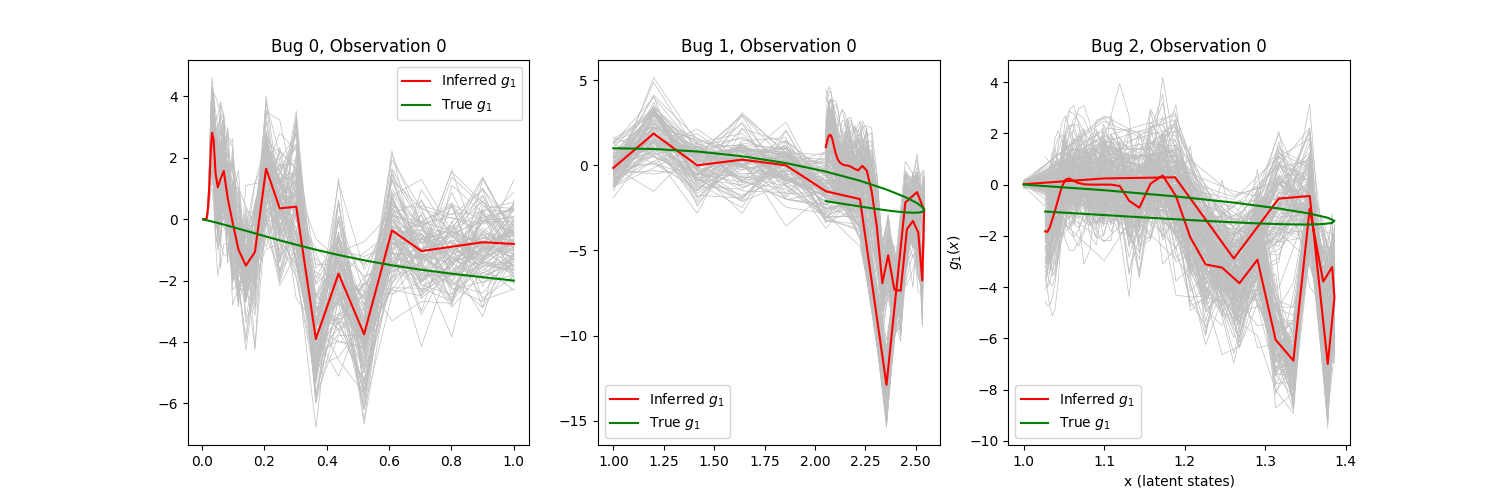 Bug 0, Observation 0
Inferred g₁
True g₁
4
2
0
−2
−4
−6
0.0 0.2 0.4 0.6 0.8 1.0
Bug 1, Observation 0
5
0
−5
−10
−15
Inferred g₁
True g₁
1.00 1.25 1.50 1.75 2.00 2.25 2.50
Bug 2, Observation 0
g₁(x)
4
2
0
−2
−4
−6
−8
−10
Inferred g₁
True g₁
1.0 1.1 1.2 1.3 1.4
x (latent states)